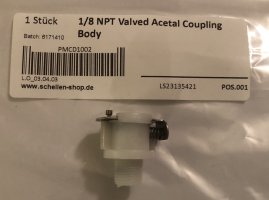 1 Stück
1/8 NPT Valved Acetal Coupling
Body
Batch: 6171410
PMCD1002
L.O_03.04.03
www.schellen-shop.de
LS23135421
POS.001